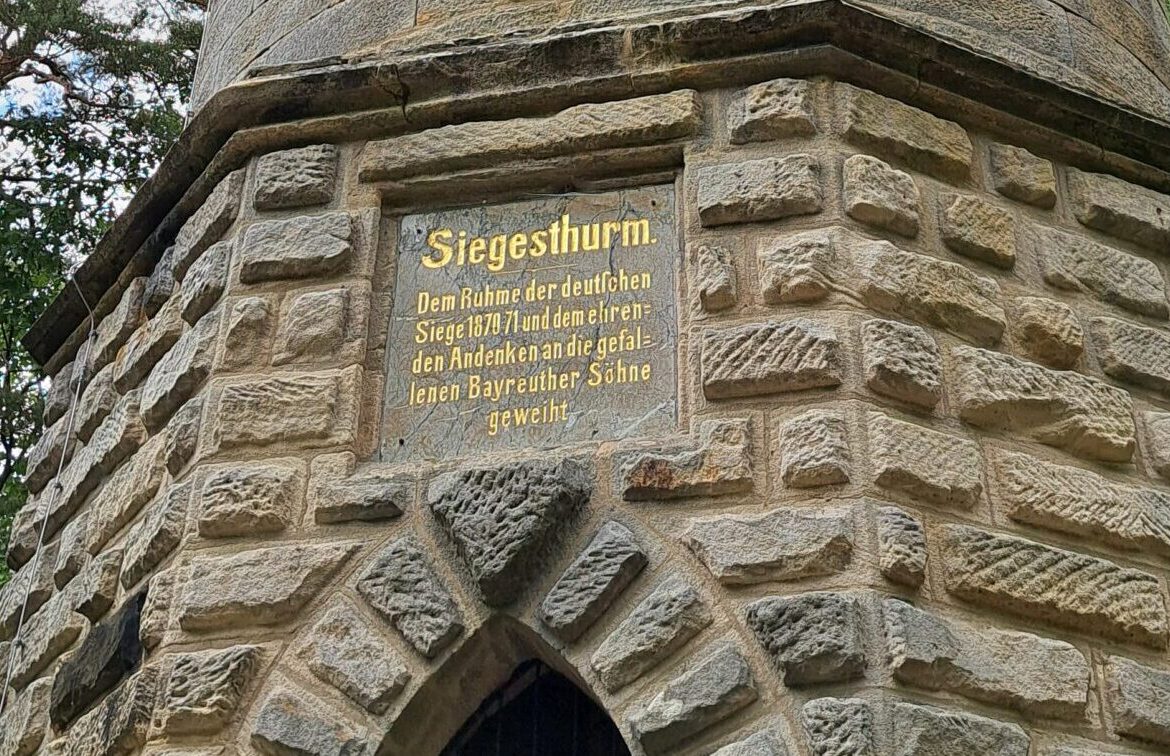 Siegesthurm.
Dem Ruhme der deutſchen
Siege 1870-71 und dem ehren=
den Andenken an die gefal=
lenen Bayreuther Söhne
geweiht